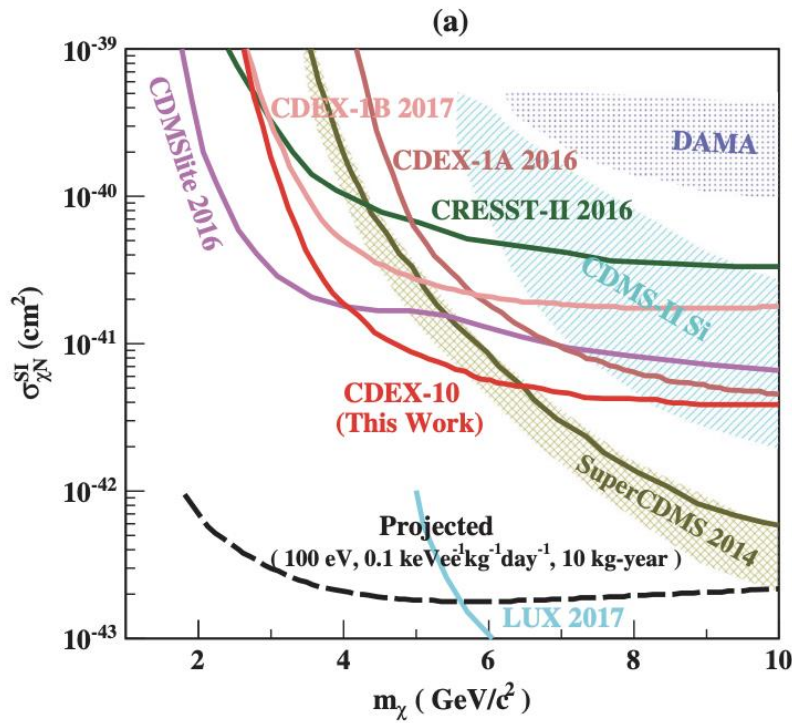 (a)
10⁻³⁹
10⁻⁴⁰
10⁻⁴¹
10⁻⁴²
10⁻⁴³
σ^SI_χN (cm²)
CDMSlite 2016
CDEX-1B 2017
CDEX-1A 2016
CRESST-II 2016
DAMA
CDMS-II Si
CDEX-10
(This Work)
SuperCDMS 2014
Projected
( 100 eV, 0.1 keVee⁻¹kg⁻¹day⁻¹, 10 kg-year )
LUX 2017
2 4 6 8 10
m_χ ( GeV/c² )